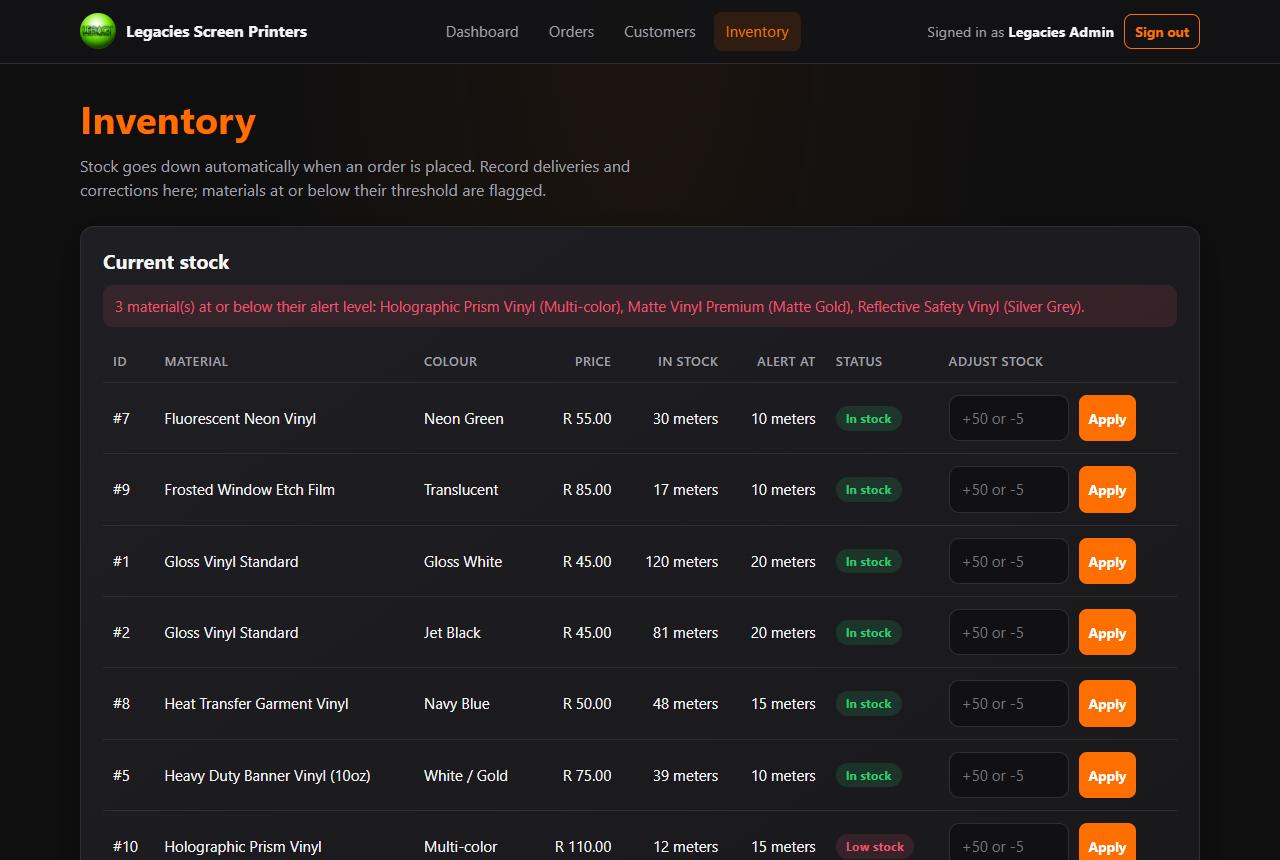 LEGACY Legacies Screen Printers Dashboard Orders Customers Inventory Signed in as Legacies Admin Sign out
Inventory
Stock goes down automatically when an order is placed. Record deliveries and
corrections here; materials at or below their threshold are flagged.
Current stock
3 material(s) at or below their alert level: Holographic Prism Vinyl (Multi-color), Matte Vinyl Premium (Matte Gold), Reflective Safety Vinyl (Silver Grey).
ID MATERIAL COLOUR PRICE IN STOCK ALERT AT STATUS ADJUST STOCK
#7 Fluorescent Neon Vinyl Neon Green R 55.00 30 meters 10 meters In stock +50 or -5 Apply
#9 Frosted Window Etch Film Translucent R 85.00 17 meters 10 meters In stock +50 or -5 Apply
#1 Gloss Vinyl Standard Gloss White R 45.00 120 meters 20 meters In stock +50 or -5 Apply
#2 Gloss Vinyl Standard Jet Black R 45.00 81 meters 20 meters In stock +50 or -5 Apply
#8 Heat Transfer Garment Vinyl Navy Blue R 50.00 48 meters 15 meters In stock +50 or -5 Apply
#5 Heavy Duty Banner Vinyl (10oz) White / Gold R 75.00 39 meters 10 meters In stock +50 or -5 Apply
#10 Holographic Prism Vinyl Multi-color R 110.00 12 meters 15 meters Low stock +50 or -5 Apply